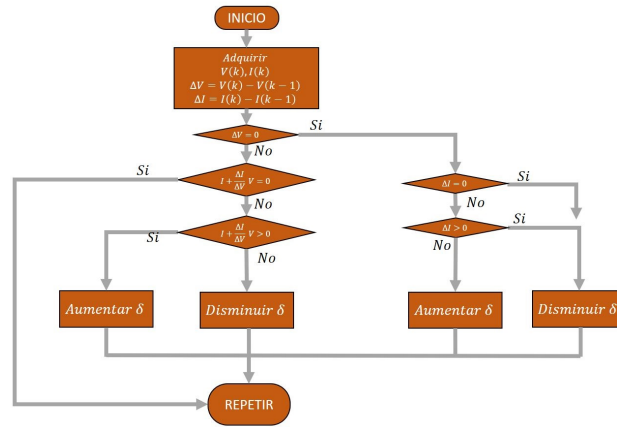 INICIO
Adquirir
V(k), I(k)
ΔV = V(k) − V(k − 1)
ΔI = I(k) − I(k − 1)
ΔV = 0
Si
No
Si
I + ΔI/ΔV V = 0
ΔI = 0
Si
No
No
Si
I + ΔI/ΔV V > 0
No
ΔI > 0
Si
No
Aumentar δ
Disminuir δ
Aumentar δ
Disminuir δ
REPETIR